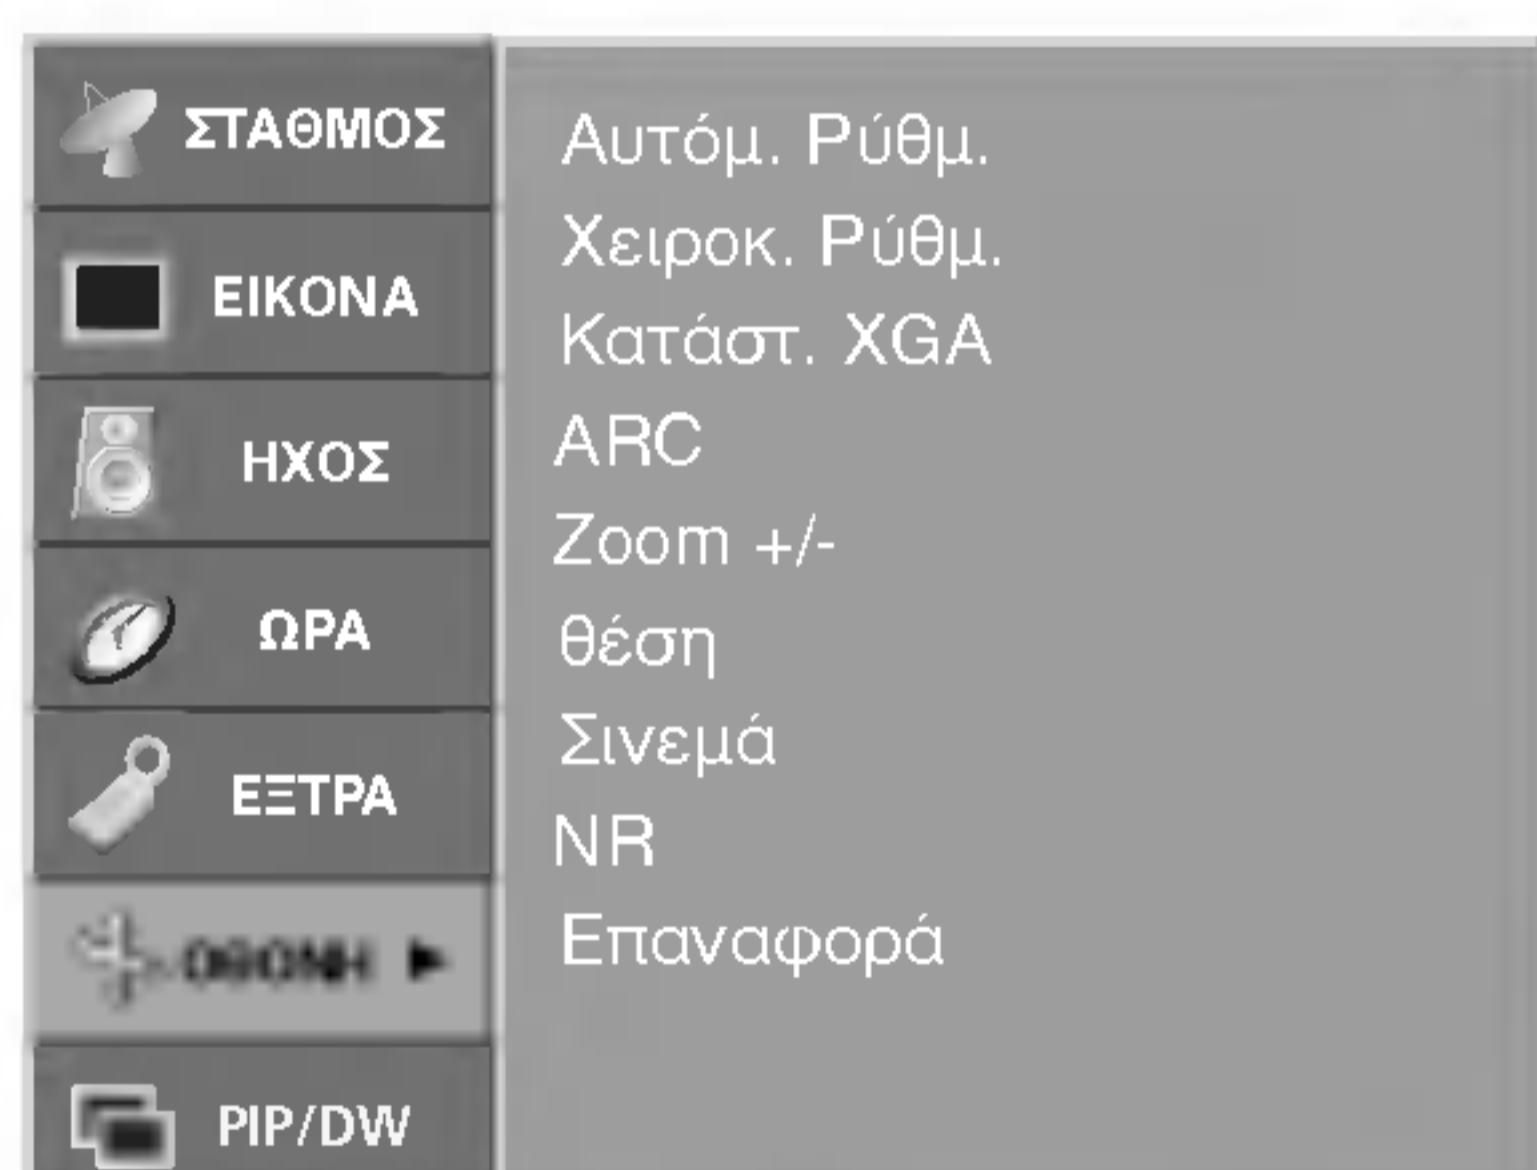 ΣΤΑΘΜΟΣ
ΕΙΚΟΝΑ
ΗΧΟΣ
ΩΡΑ
ΕΞΤΡΑ
ΟΘΟΝΗ ►
PIP/DW
Αυτόμ. Ρύθμ.
Χειροκ. Ρύθμ.
Κατάστ. XGA
ARC
Zoom +/-
θέση
Σινεμά
NR
Επαναφορά